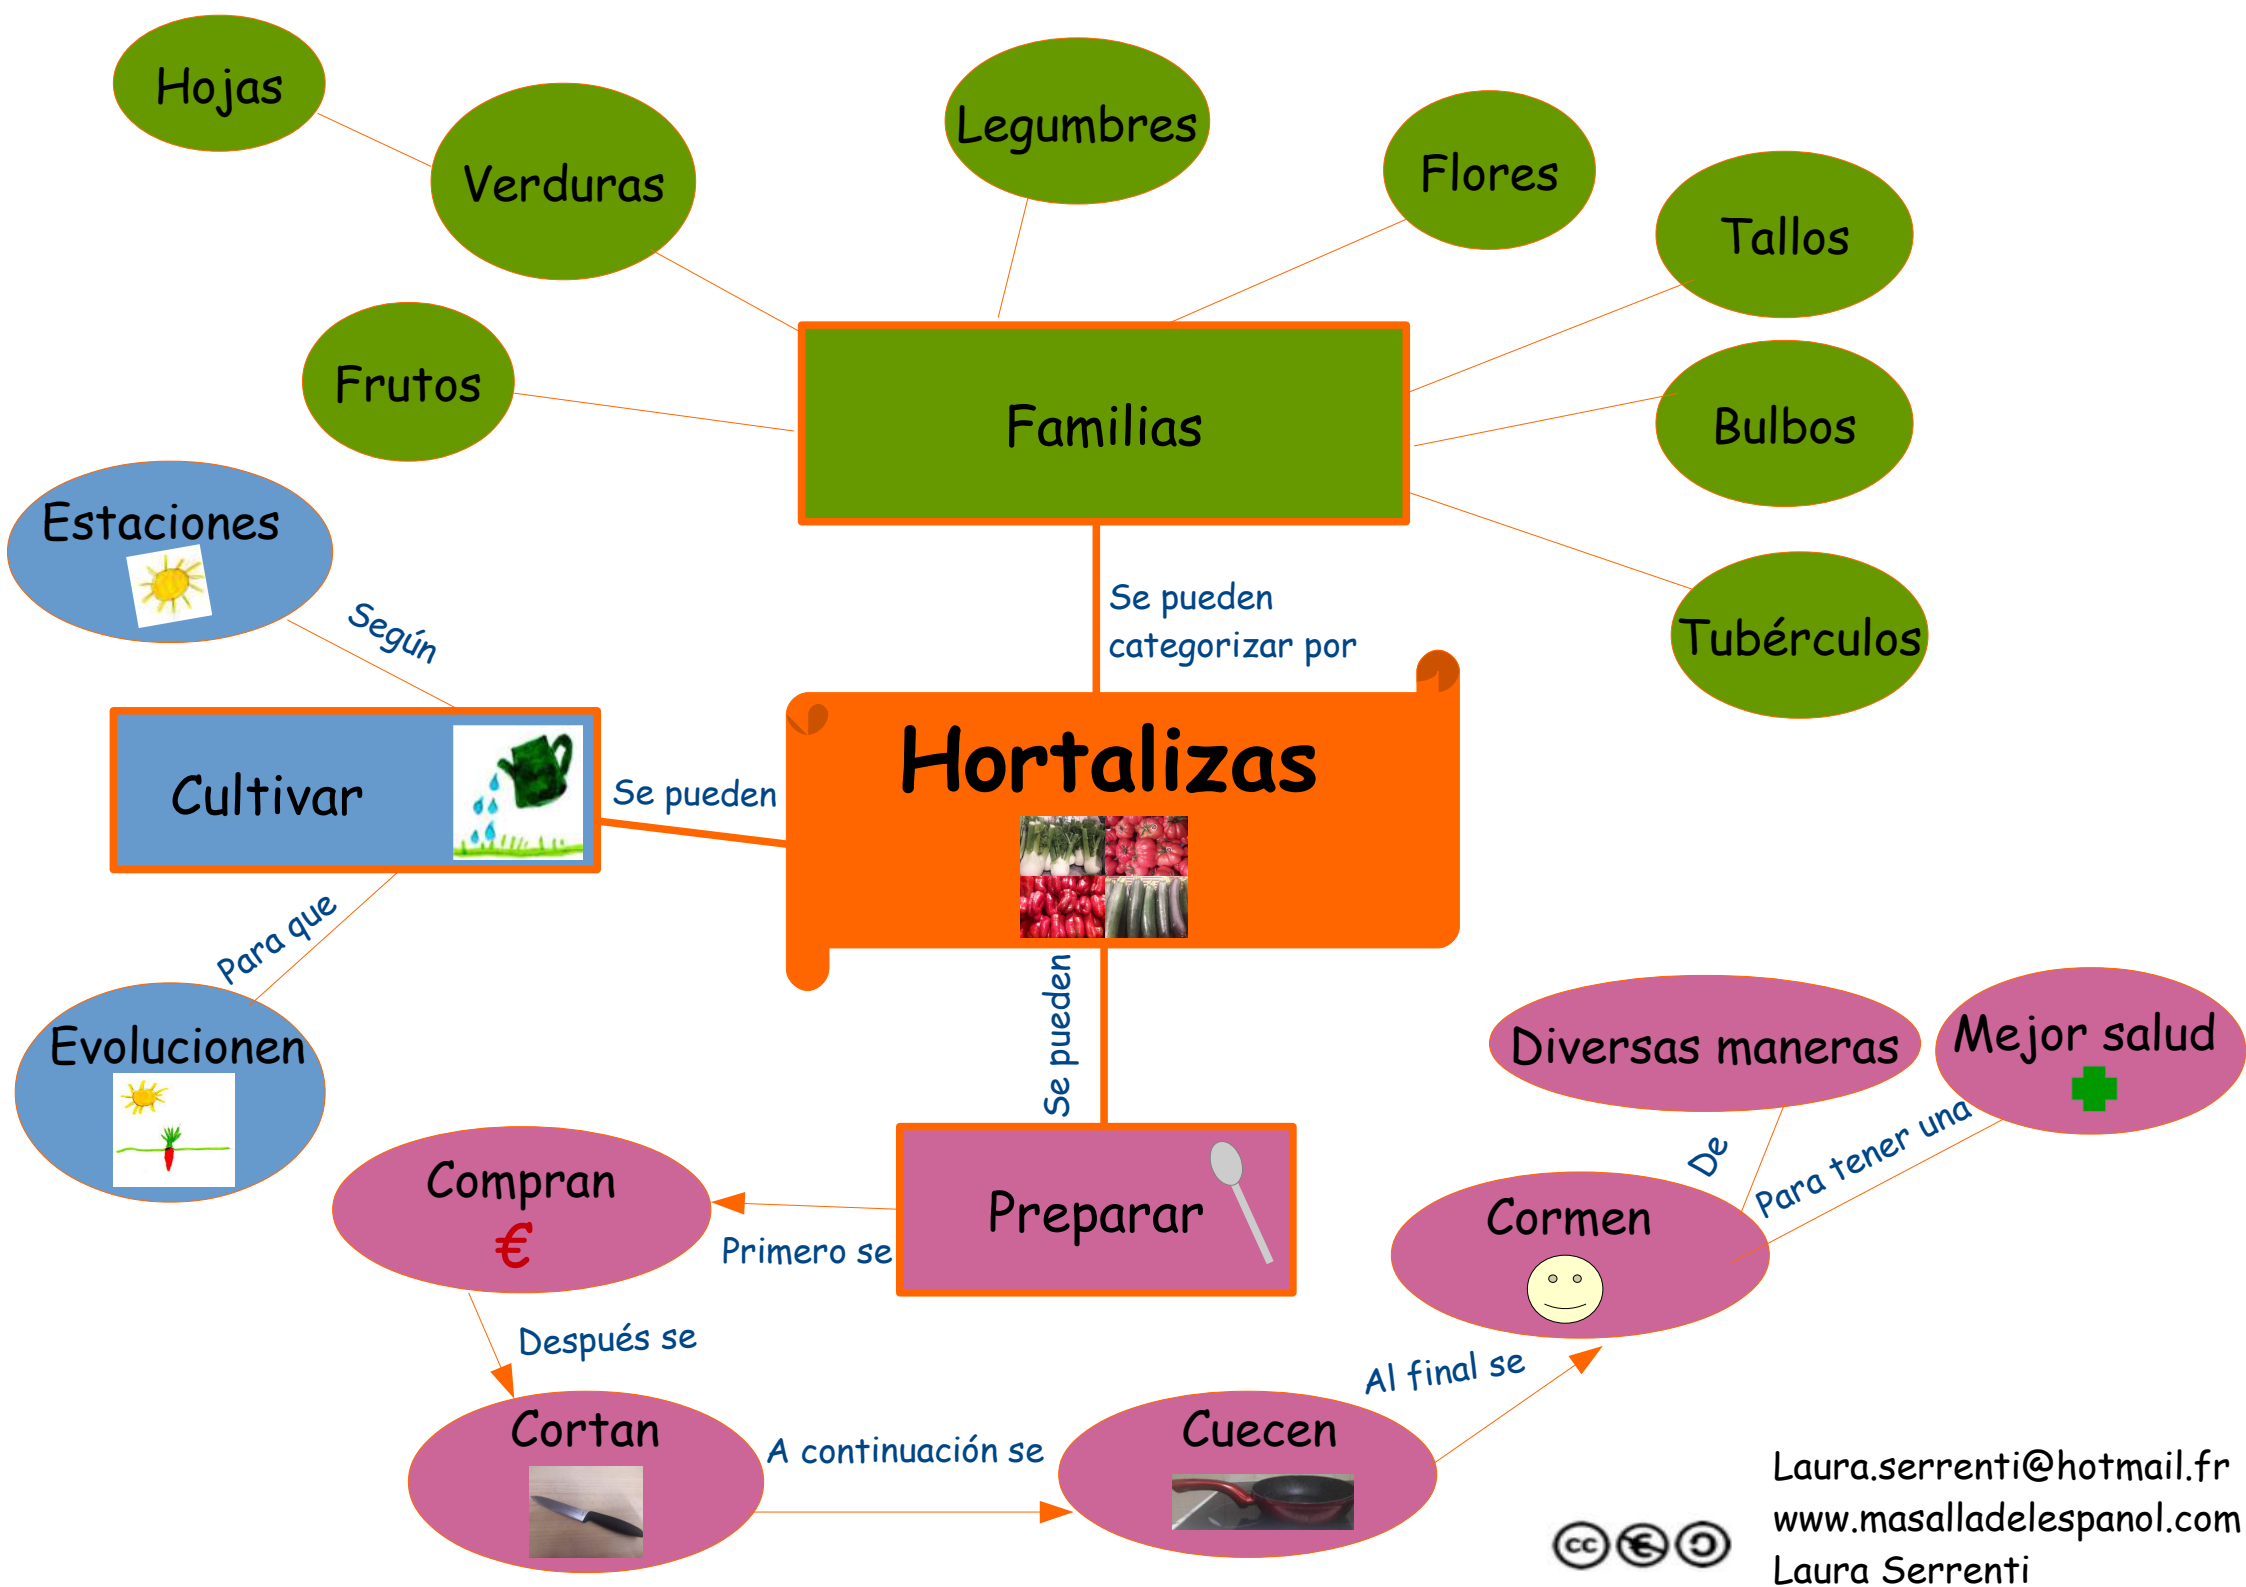 Hojas
Verduras
Legumbres
Flores
Tallos
Frutos
Familias
Bulbos
Tubérculos
Estaciones
Según
Se pueden
categorizar por
Cultivar
Se pueden
Hortalizas
Para que
Evolucionen
Se pueden
Diversas maneras
Mejor salud
Compran
€
Primero se
Preparar
De
Para tener una
Cormen
Después se
Al final se
Cortan
A continuación se
Cuecen
Laura.serrenti@hotmail.fr
www.masalladelespanol.com
Laura Serrenti
cc